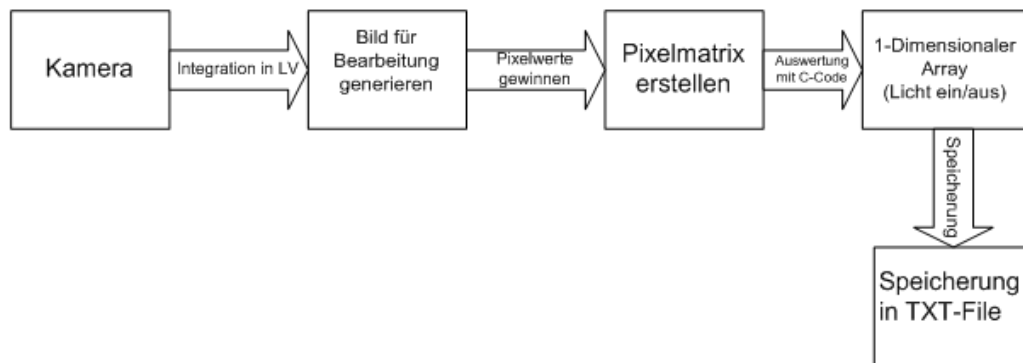 Kamera
Integration in LV
Bild für
Bearbeitung
generieren
Pixelwerte
gewinnen
Pixelmatrix
erstellen
Auswertung
mit C-Code
1-Dimensionaler
Array
(Licht ein/aus)
Speicherung
Speicherung
in TXT-File